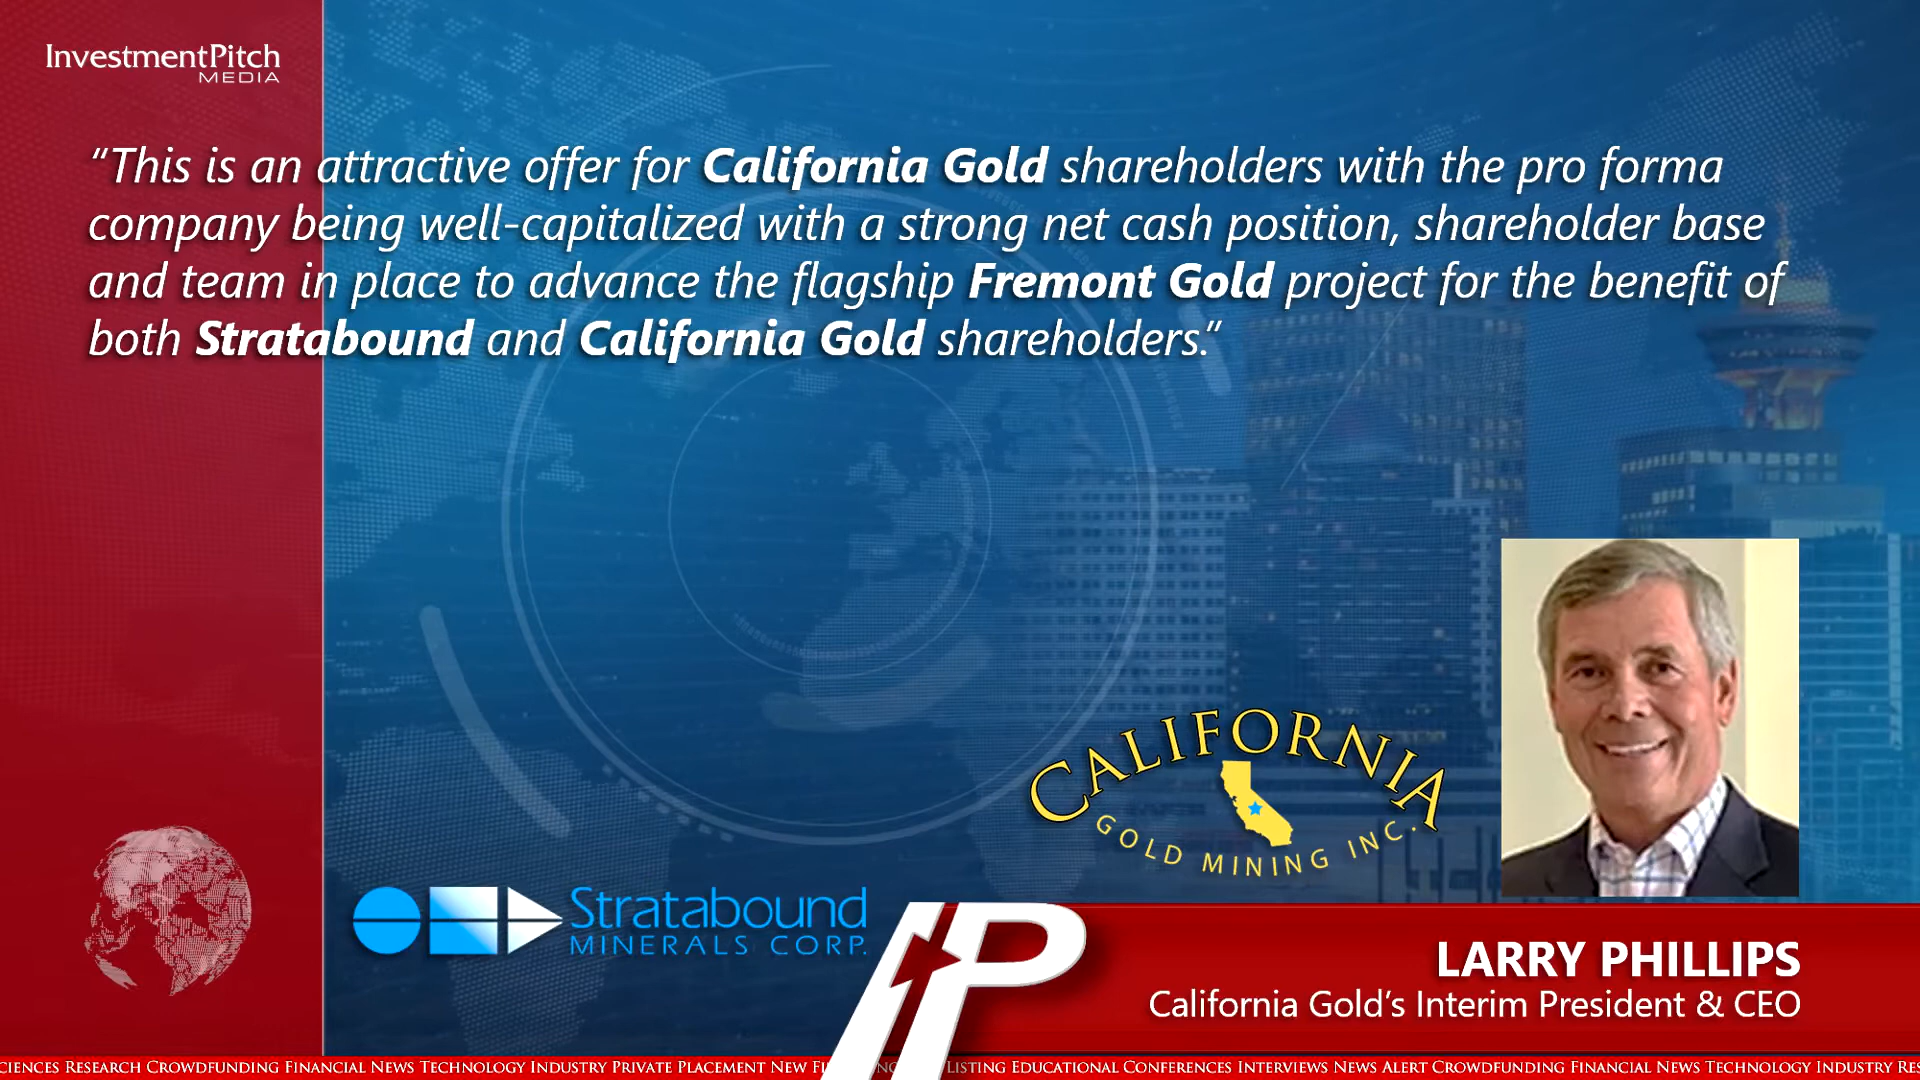 InvestmentPitch
MEDIA
“This is an attractive offer for California Gold shareholders with the pro forma
company being well-capitalized with a strong net cash position, shareholder base
and team in place to advance the flagship Fremont Gold project for the benefit of
both Stratabound and California Gold shareholders.”
CALIFORNIA
GOLD MINING INC.
Stratabound
MINERALS CORP.
IP
LARRY PHILLIPS
California Gold’s Interim President & CEO
RESEARCH CROWDFUNDING FINANCIAL NEWS TECHNOLOGY INDUSTRY PRIVATE PLACEMENT NEW LISTING EDUCATIONAL CONFERENCES INTERVIEWS NEWS ALERT CROWDFUNDING FINANCIAL NEWS TECHNOLOGY INDUSTRY